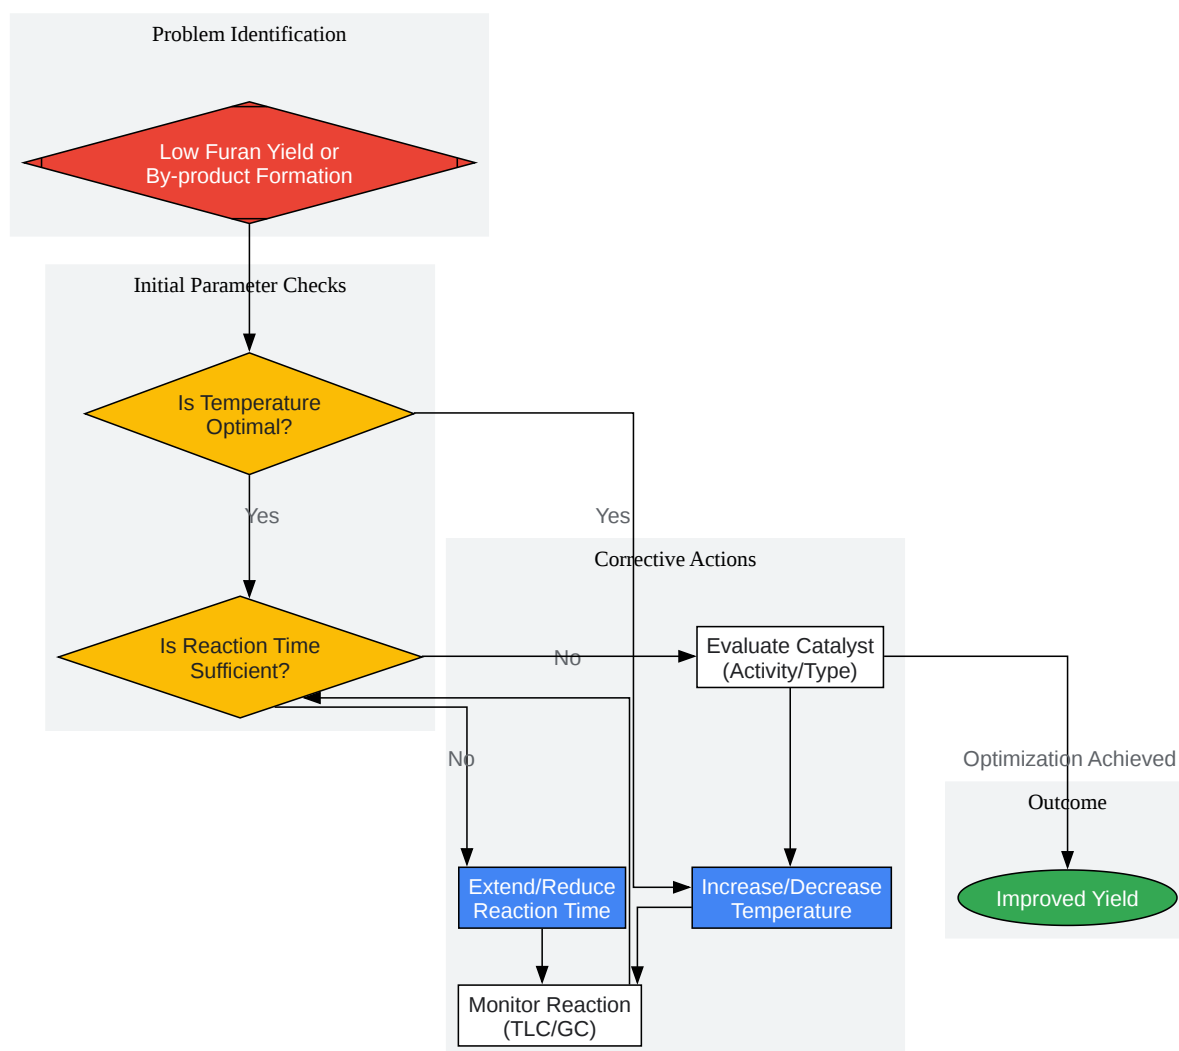 Problem Identification
Low Furan Yield or
By-product Formation
Initial Parameter Checks
Is Temperature
Optimal?
Yes
Yes
Corrective Actions
Is Reaction Time
Sufficient?
No
Evaluate Catalyst
(Activity/Type)
No
Optimization Achieved
Outcome
Extend/Reduce
Reaction Time
Increase/Decrease
Temperature
Improved Yield
Monitor Reaction
(TLC/GC)